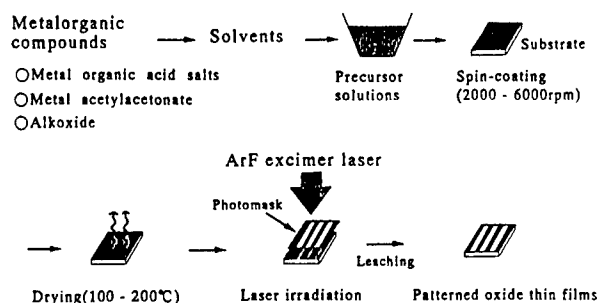 Metalorganic
compounds
Solvents
Substrate
○Metal organic acid salts
○Metal acetylacetonate
○Alkoxide
Precursor
solutions
Spin-coating
(2000 - 6000rpm)
ArF excimer laser
Photomask
Leaching
Drying(100 - 200℃)
Laser irradiation
Patterned oxide thin films